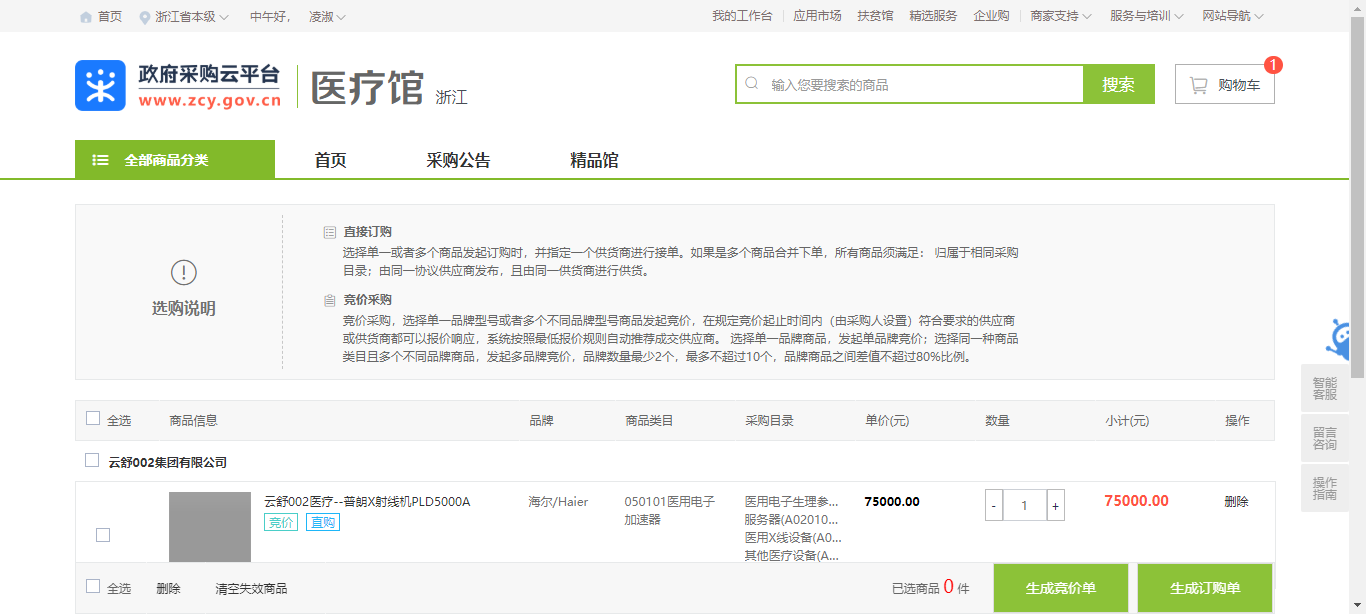 首页 浙江省本级 中午好, 凌淑 我的工作台 应用市场 扶贫馆 精选服务 企业购 商家支持 服务与培训 网站导航
政府采购云平台
www.zcy.gov.cn
医疗馆 浙江
输入您要搜索的商品 搜索 购物车 1
全部商品分类 首页 采购公告 精品馆
选购说明
直接订购
选择单一或者多个商品发起订购时，并指定一个供货商进行接单。如果是多个商品合并下单，所有商品须满足： 归属于相同采购
目录；由同一协议供应商发布，且由同一供货商进行供货。
竞价采购
竞价采购，选择单一品牌型号或者多个不同品牌型号商品发起竞价，在规定竞价起止时间内（由采购人设置）符合要求的供应商
或供货商都可以报价响应，系统按照最低报价规则自动推荐成交供应商。 选择单一品牌商品，发起单品牌竞价；选择同一种商品
类目且多个不同品牌商品，发起多品牌竞价，品牌数量最少2个，最多不超过10个，品牌商品之间差值不超过80%比例。
智能
客服
留言
咨询
操作
指南
全选 商品信息 品牌 商品类目 采购目录 单价(元) 数量 小计(元) 操作
云舒002集团有限公司
云舒002医疗--普朗X射线机PLD5000A 海尔/Haier 050101医用电子 医用电子生理参... 75000.00 - 1 + 75000.00 删除
竞价 直购 加速器 服务器(A02010...
医用X线设备(A0...
其他医疗设备(A...
全选 删除 清空失效商品 已选商品 0 件 生成竞价单 生成订购单